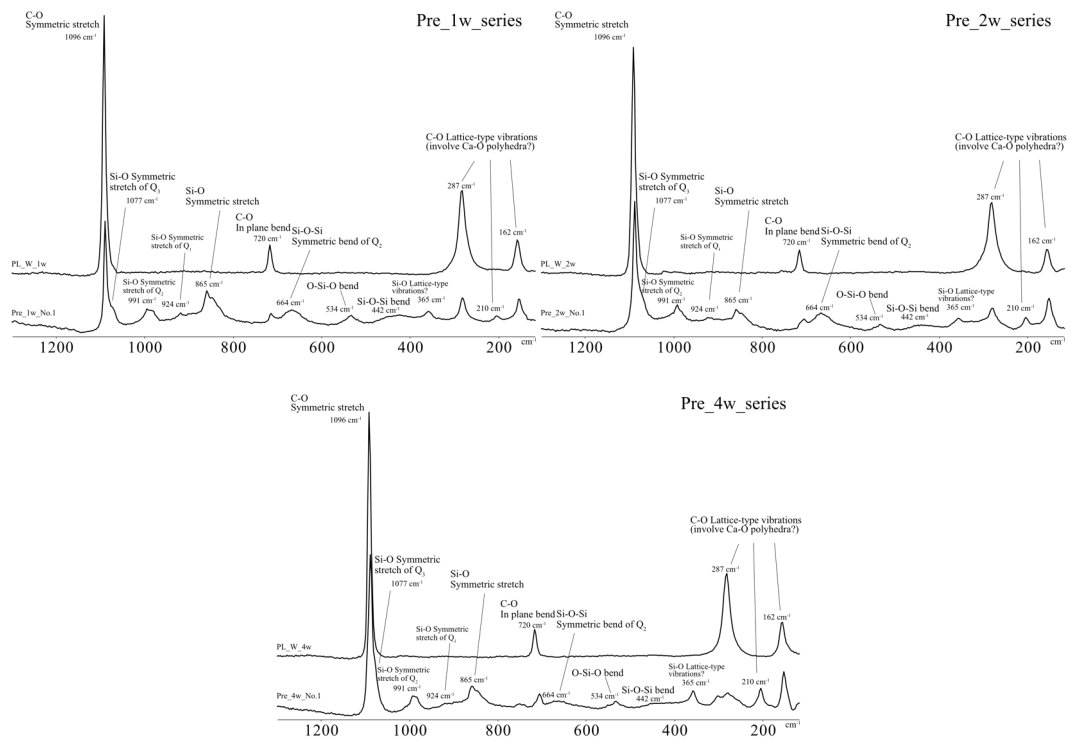 Pre_1w_series
C-O
Symmetric stretch
1096 cm⁻¹
C-O Lattice-type vibrations
(involve Ca-O polyhedra?)
Si-O Symmetric
stretch of Q₃
1077 cm⁻¹
Si-O
Symmetric stretch
287 cm⁻¹
C-O
In plane bend
720 cm⁻¹
Si-O-Si
Symmetric bend of Q₂
162 cm⁻¹
Si-O Symmetric
stretch of Q₁
PL_W_1w
Si-O Symmetric
stretch of Q₂
991 cm⁻¹
924 cm⁻¹
865 cm⁻¹
664 cm⁻¹
O-Si-O bend
534 cm⁻¹
Si-O-Si bend
442 cm⁻¹
Si-O Lattice-type
vibrations?
365 cm⁻¹
210 cm⁻¹
Pre_1w_No.1
1200 1000 800 600 400 200 cm⁻¹
Pre_2w_series
C-O
Symmetric stretch
1096 cm⁻¹
C-O Lattice-type vibrations
(involve Ca-O polyhedra?)
Si-O Symmetric
stretch of Q₃
1077 cm⁻¹
Si-O
Symmetric stretch
287 cm⁻¹
C-O
In plane bend
720 cm⁻¹
Si-O-Si
Symmetric bend of Q₂
162 cm⁻¹
Si-O Symmetric
stretch of Q₁
PL_W_2w
Si-O Symmetric
stretch of Q₂
991 cm⁻¹
924 cm⁻¹
865 cm⁻¹
664 cm⁻¹
O-Si-O bend
534 cm⁻¹
Si-O-Si bend
442 cm⁻¹
Si-O Lattice-type
vibrations?
365 cm⁻¹
210 cm⁻¹
Pre_2w_No.1
1200 1000 800 600 400 200 cm⁻¹
Pre_4w_series
C-O
Symmetric stretch
1096 cm⁻¹
C-O Lattice-type vibrations
(involve Ca-O polyhedra?)
Si-O Symmetric
stretch of Q₃
1077 cm⁻¹
Si-O
Symmetric stretch
287 cm⁻¹
C-O
In plane bend
720 cm⁻¹
Si-O-Si
Symmetric bend of Q₂
162 cm⁻¹
Si-O Symmetric
stretch of Q₁
PL_W_4w
Si-O Symmetric
stretch of Q₂
991 cm⁻¹
924 cm⁻¹
865 cm⁻¹
664 cm⁻¹
O-Si-O bend
534 cm⁻¹
Si-O-Si bend
442 cm⁻¹
Si-O Lattice-type
vibrations?
365 cm⁻¹
210 cm⁻¹
Pre_4w_No.1
1200 1000 800 600 400 200 cm⁻¹